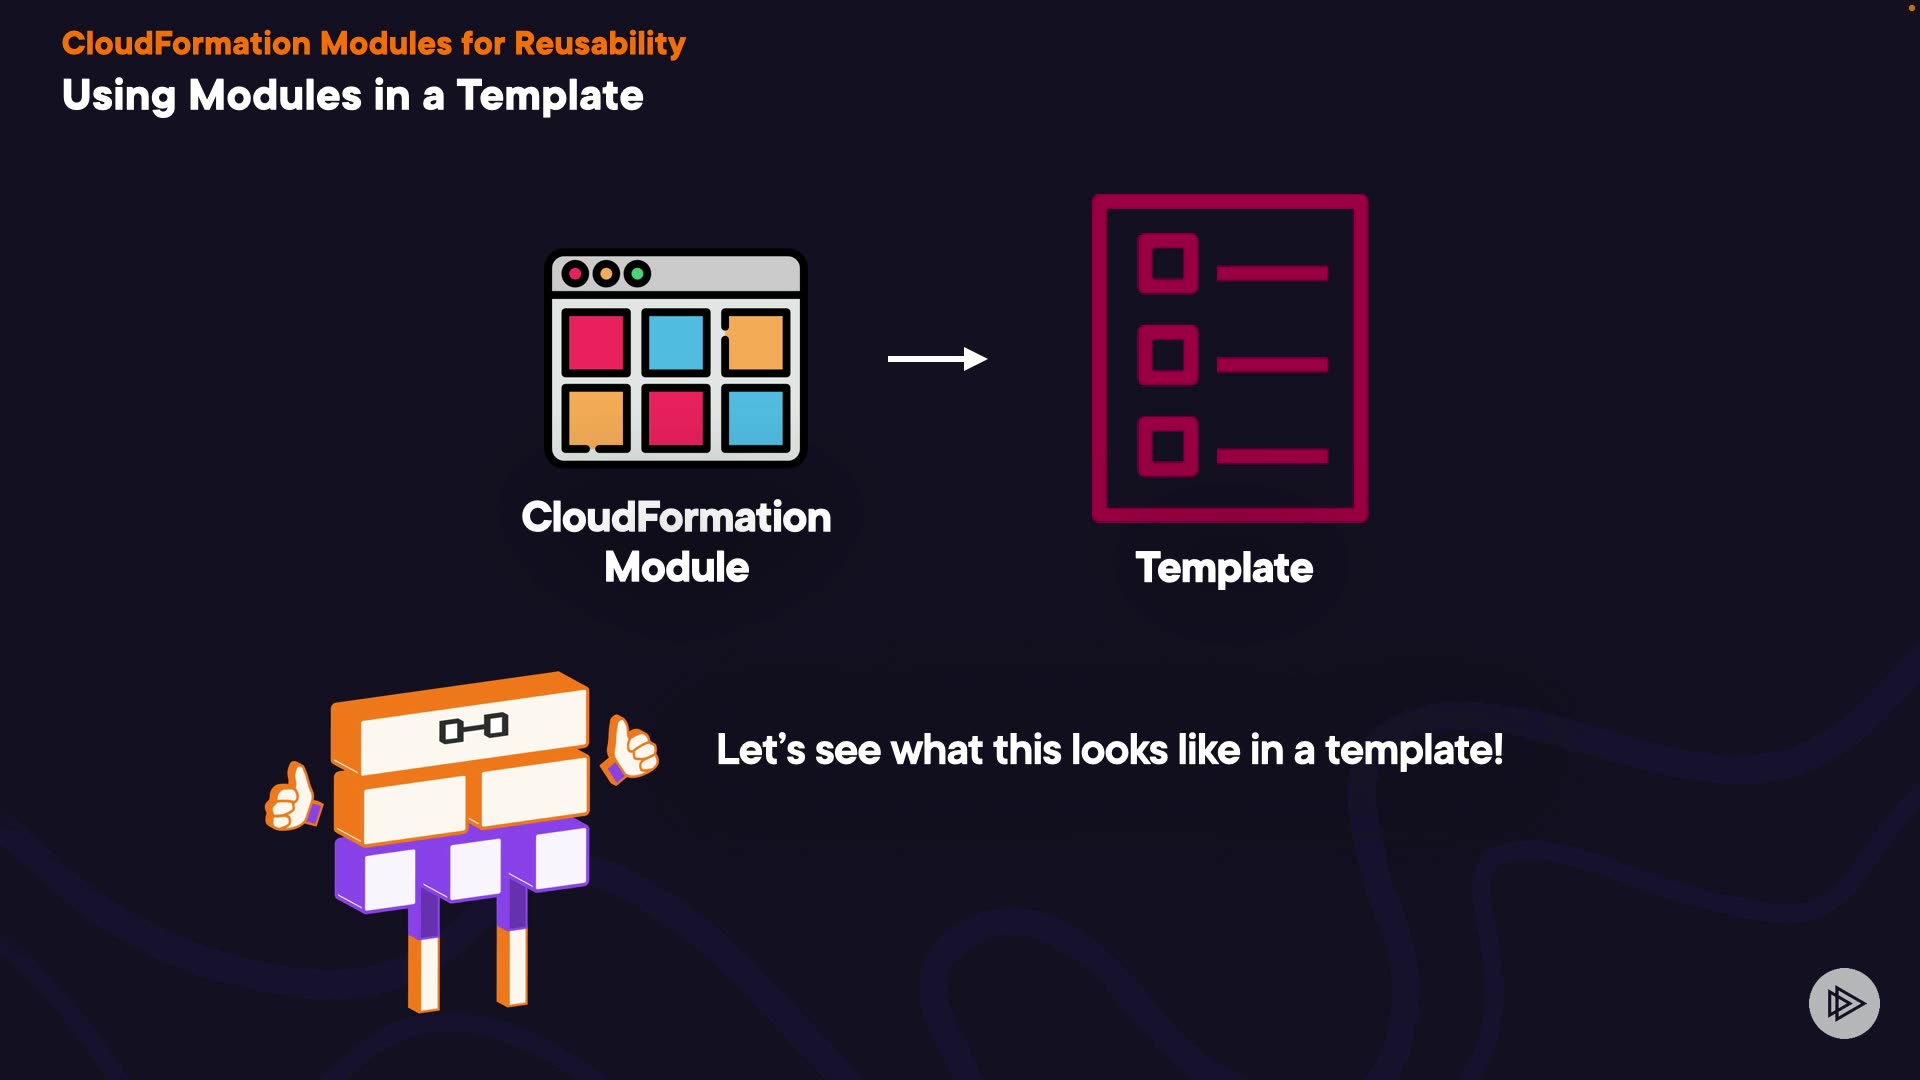 CloudFormation Modules for Reusability
Using Modules in a Template
CloudFormation
Module
Template
Let’s see what this looks like in a template!